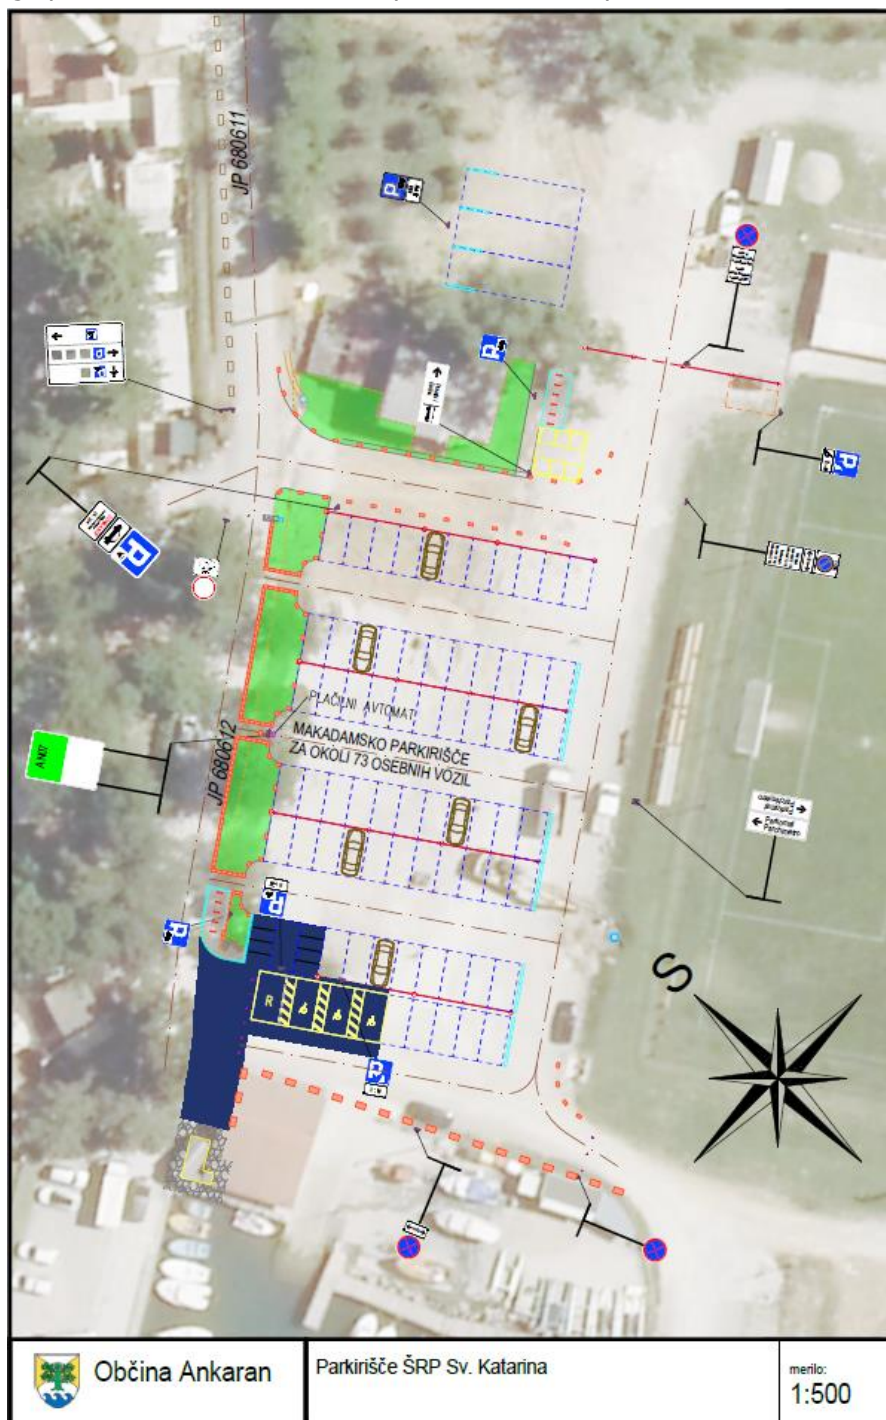 JP 680611
P
P
P
P
AN07
PLAČILNI AVTOMAT
MAKADAMSKO PARKIRIŠČE
ZA OKOLI 73 OSEBNIH VOZIL
JP 680612
P
P
R
P
S
Občina Ankaran
Parkirišče ŠRP Sv. Katarina
merilo:
1:500